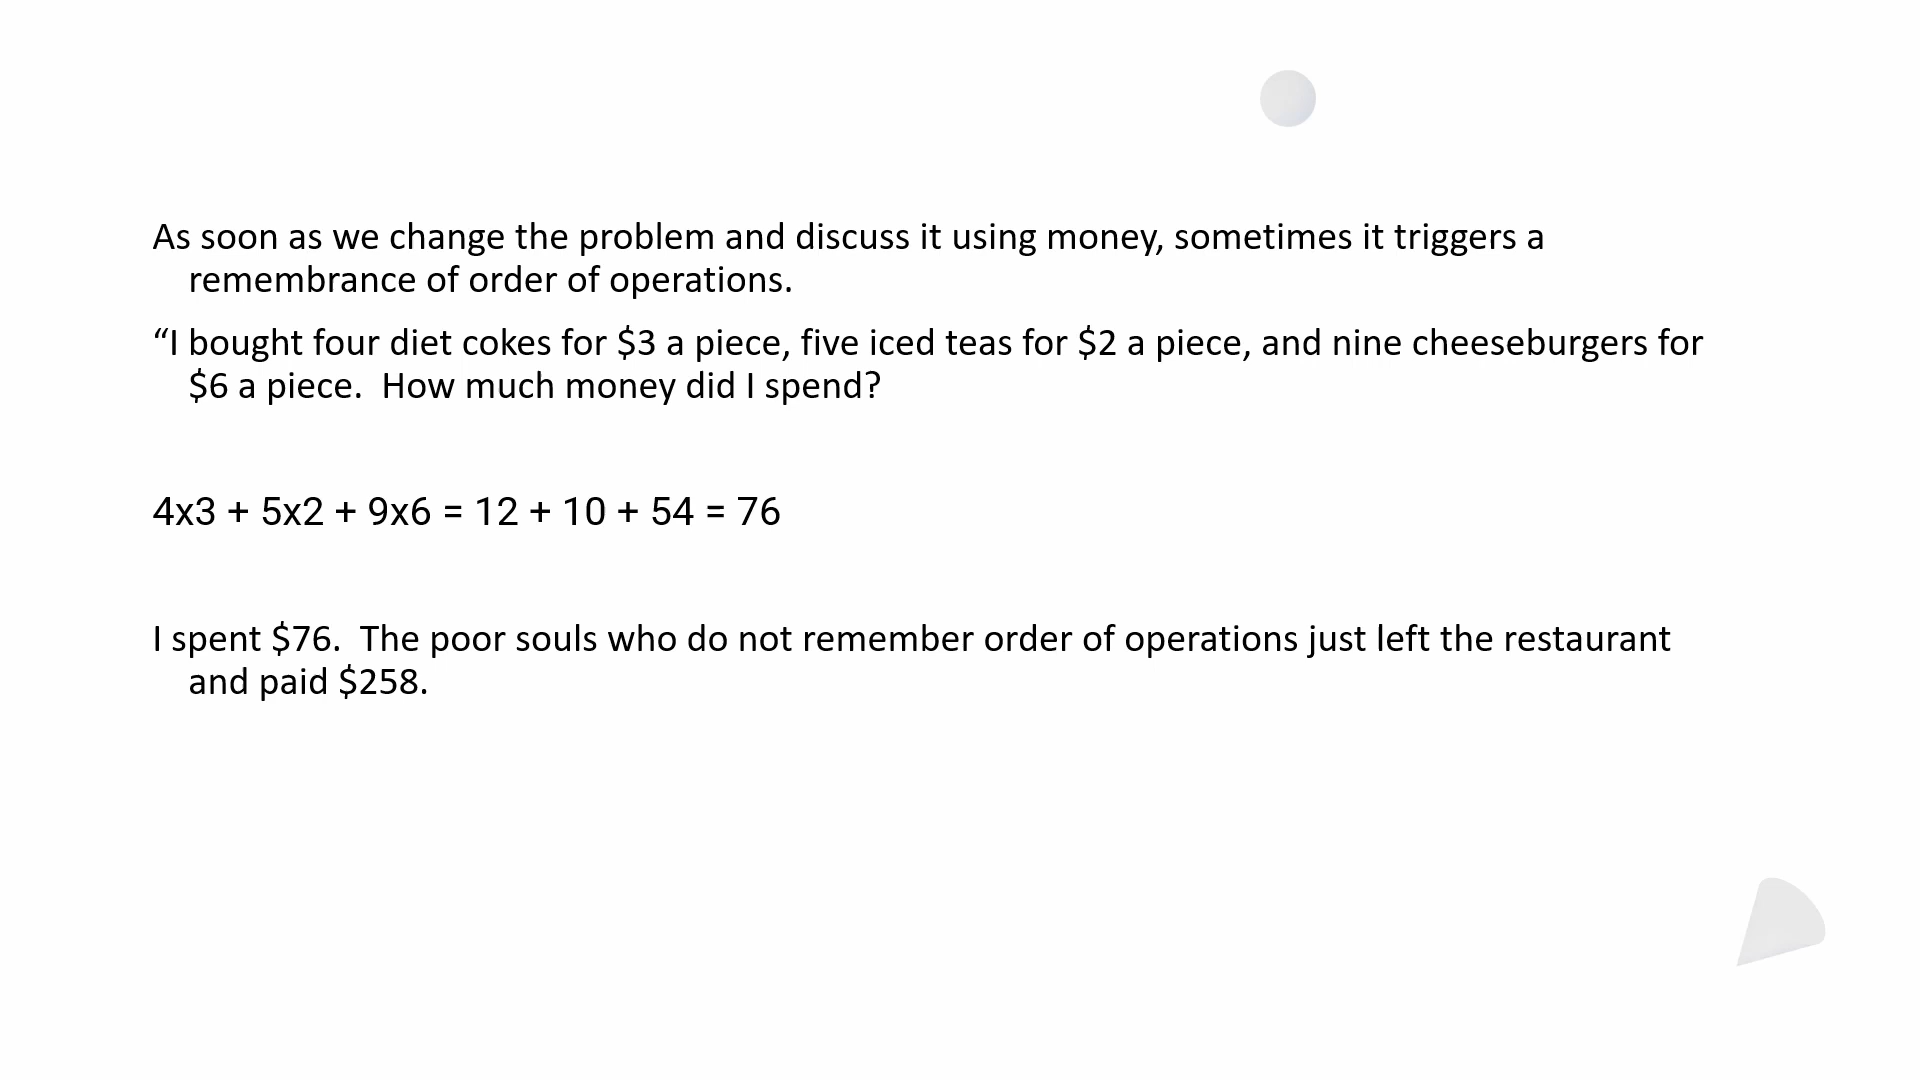 As soon as we change the problem and discuss it using money, sometimes it triggers a
remembrance of order of operations.
“I bought four diet cokes for $3 a piece, five iced teas for $2 a piece, and nine cheeseburgers for
$6 a piece.  How much money did I spend?
4x3 + 5x2 + 9x6 = 12 + 10 + 54 = 76
I spent $76.  The poor souls who do not remember order of operations just left the restaurant
and paid $258.